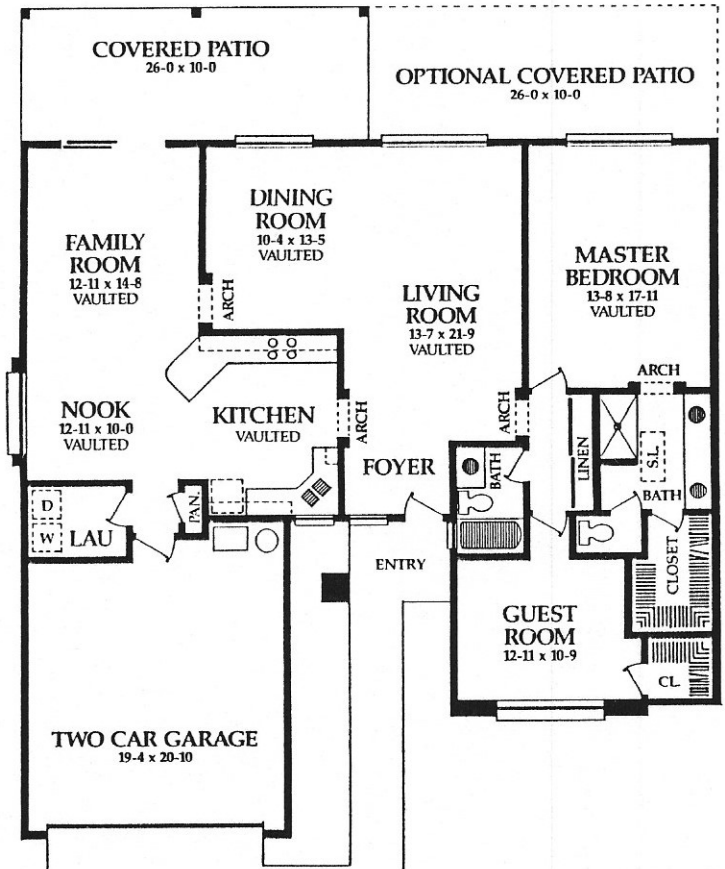 COVERED PATIO
26-0 x 10-0
OPTIONAL COVERED PATIO
26-0 x 10-0
FAMILY
ROOM
12-11 x 14-8
VAULTED
DINING
ROOM
10-4 x 13-5
VAULTED
ARCH
LIVING
ROOM
13-7 x 21-9
VAULTED
MASTER
BEDROOM
13-8 x 17-11
VAULTED
ARCH
NOOK
12-11 x 10-0
VAULTED
KITCHEN
VAULTED
ARCH
FOYER
ARCH
BATH
LINEN
S.L.
BATH
D
W
LAU
PAN.
ENTRY
CLOSET
GUEST
ROOM
12-11 x 10-9
CL.
TWO CAR GARAGE
19-4 x 20-10